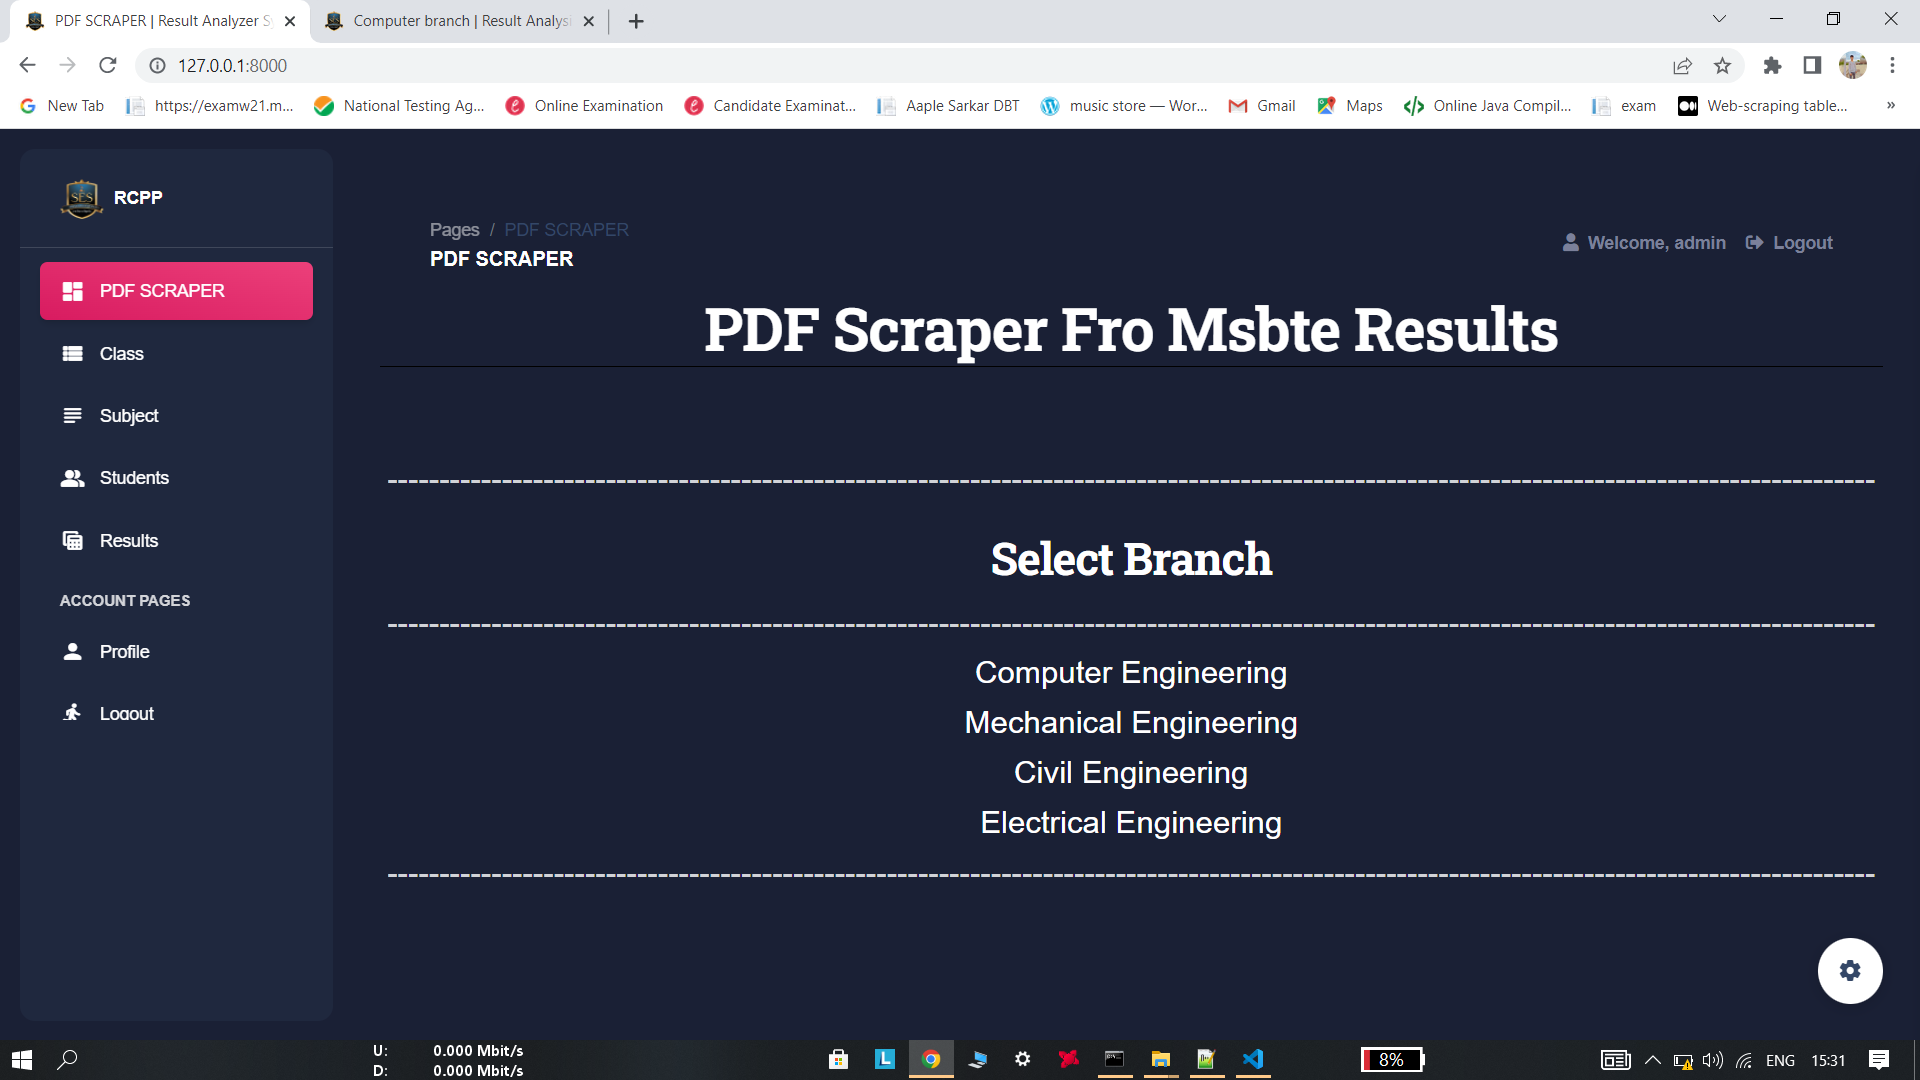 PDF SCRAPER | Result Analyzer S
Computer branch | Result Analysi
127.0.0.1:8000
New Tab
https://examw21.m...
National Testing Ag...
Online Examination
Candidate Examinat...
Aaple Sarkar DBT
music store — Wor...
Gmail
Maps
Online Java Compil...
exam
Web-scraping table...
»
SES
RCPP
Pages / PDF SCRAPER
PDF SCRAPER
Welcome, admin
Logout
PDF SCRAPER
Class
Subject
Students
Results
ACCOUNT PAGES
Profile
Logout
PDF Scraper Fro Msbte Results
Select Branch
Computer Engineering
Mechanical Engineering
Civil Engineering
Electrical Engineering
U: 0.000 Mbit/s
D: 0.000 Mbit/s
L
8%
ENG
15:31